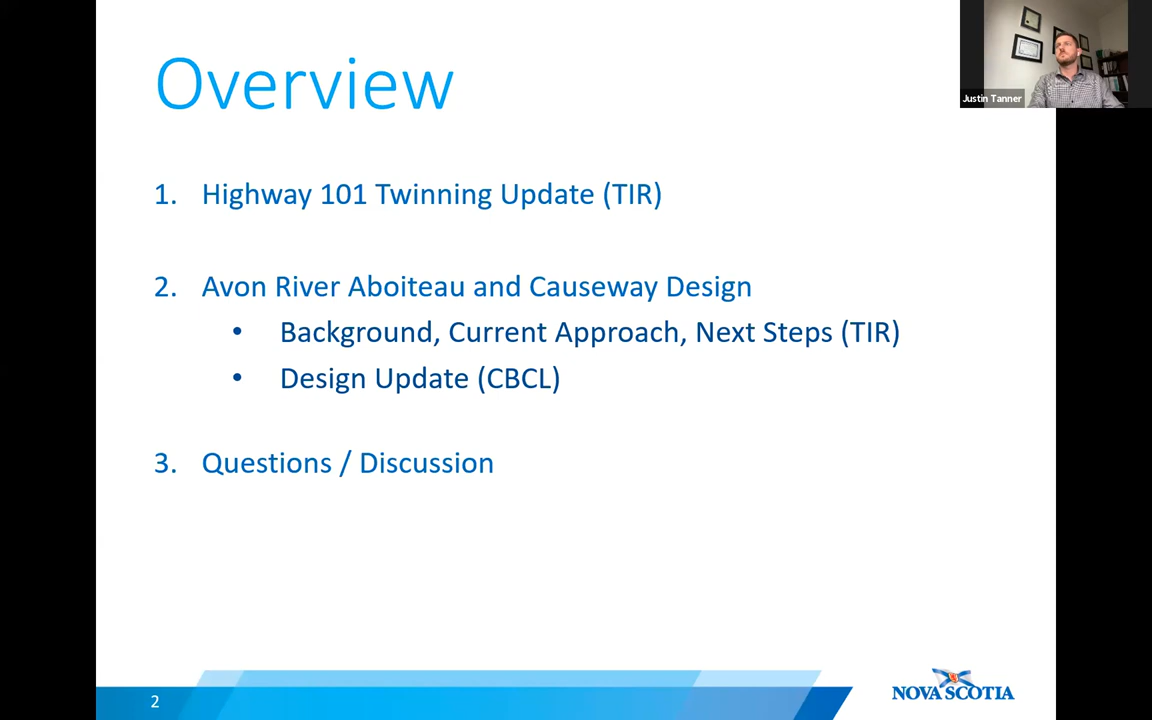 Overview
Justin Tanner
1. Highway 101 Twinning Update (TIR)
2. Avon River Aboiteau and Causeway Design
• Background, Current Approach, Next Steps (TIR)
• Design Update (CBCL)
3. Questions / Discussion
2
NOVA SCOTIA